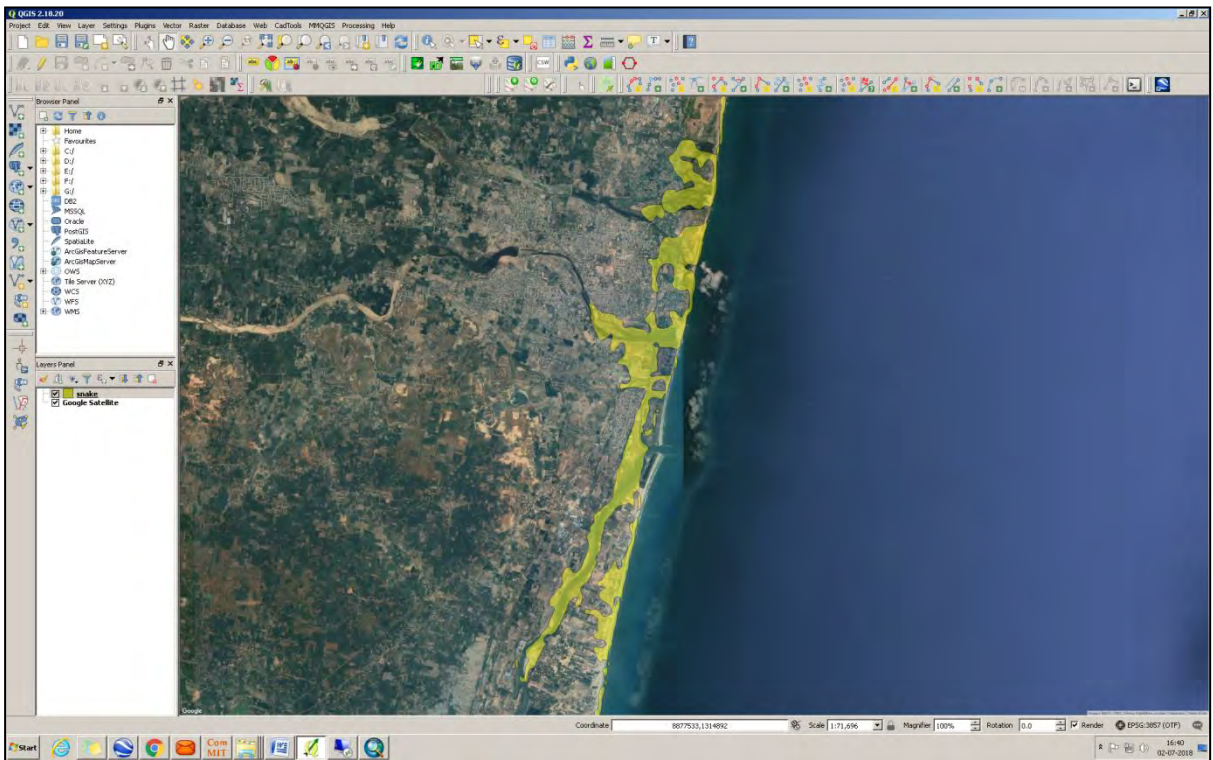 QGIS 2.18.20
Project Edit View Layer Settings Plugins Vector Raster Database Web CadTools MMQGIS Processing Help
CSW
Browser Panel
Home
Favourites
C:/
D:/
E:/
F:/
G:/
DB2
MSSQL
Oracle
PostGIS
SpatiaLite
ArcGisFeatureServer
ArcGisMapServer
OWS
Tile Server (XYZ)
WCS
WFS
WMS
Layers Panel
snake
Google Satellite
Google
Coordinate 8877533,1314892 Scale 1:71,696 Magnifier 100% Rotation 0.0 Render EPSG:3857 (OTF)
Start Com MIT 16:40
02-07-2018